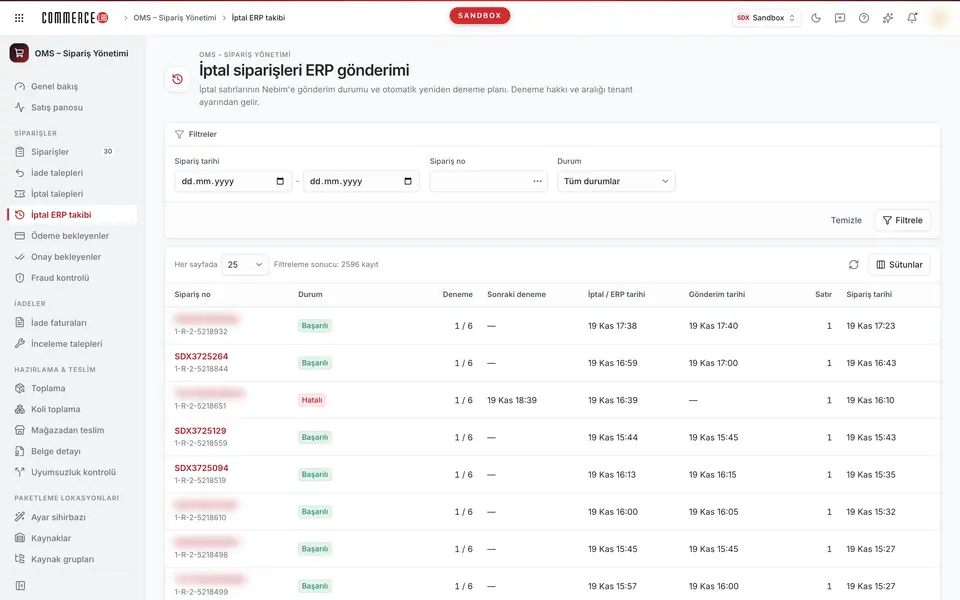 COMMERCE LAB
OMS – Sipariş Yönetimi
İptal ERP takibi
SANDBOX
SDX Sandbox
OMS – Sipariş Yönetimi
Genel bakış
Satış panosu
SİPARİŞLER
Siparişler 30
İade talepleri
İptal talepleri
İptal ERP takibi
Ödeme bekleyenler
Onay bekleyenler
Fraud kontrolü
İADELER
İade faturaları
İnceleme talepleri
HAZIRLAMA & TESLİM
Toplama
Koli toplama
Mağazadan teslim
Belge detayı
Uyumsuzluk kontrolü
PAKETLEME LOKASYONLARI
Ayar sihirbazı
Kaynaklar
Kaynak grupları
OMS – SİPARİŞ YÖNETİMİ
İptal siparişleri ERP gönderimi
İptal satırlarının Nebim'e gönderim durumu ve otomatik yeniden deneme planı. Deneme hakkı ve aralığı tenant
ayarından gelir.
Filtreler
Sipariş tarihi Sipariş no Durum
dd.mm.yyyy – dd.mm.yyyy Tüm durumlar
Temizle Filtrele
Her sayfada 25 Filtreleme sonucu: 2596 kayıt Sütunlar
Sipariş no Durum Deneme Sonraki deneme İptal / ERP tarihi Gönderim tarihi Satır Sipariş tarihi
1-R-2-5218932 Başarılı 1 / 6 — 19 Kas 17:38 19 Kas 17:40 1 19 Kas 17:23
SDX3725264
1-R-2-5218844 Başarılı 1 / 6 — 19 Kas 16:59 19 Kas 17:00 1 19 Kas 16:43
1-R-2-5218651 Hatalı 1 / 6 19 Kas 18:39 19 Kas 16:39 — 1 19 Kas 16:10
SDX3725129
1-R-2-5218559 Başarılı 1 / 6 — 19 Kas 15:44 19 Kas 15:45 1 19 Kas 15:43
SDX3725094
1-R-2-5218519 Başarılı 1 / 6 — 19 Kas 16:13 19 Kas 16:15 1 19 Kas 15:35
1-R-2-5218610 Başarılı 1 / 6 — 19 Kas 16:00 19 Kas 16:05 1 19 Kas 15:32
1-R-2-5218498 Başarılı 1 / 6 — 19 Kas 15:45 19 Kas 15:45 1 19 Kas 15:27
1-R-2-5218499 Başarılı 1 / 6 — 19 Kas 15:57 19 Kas 16:00 1 19 Kas 15:27